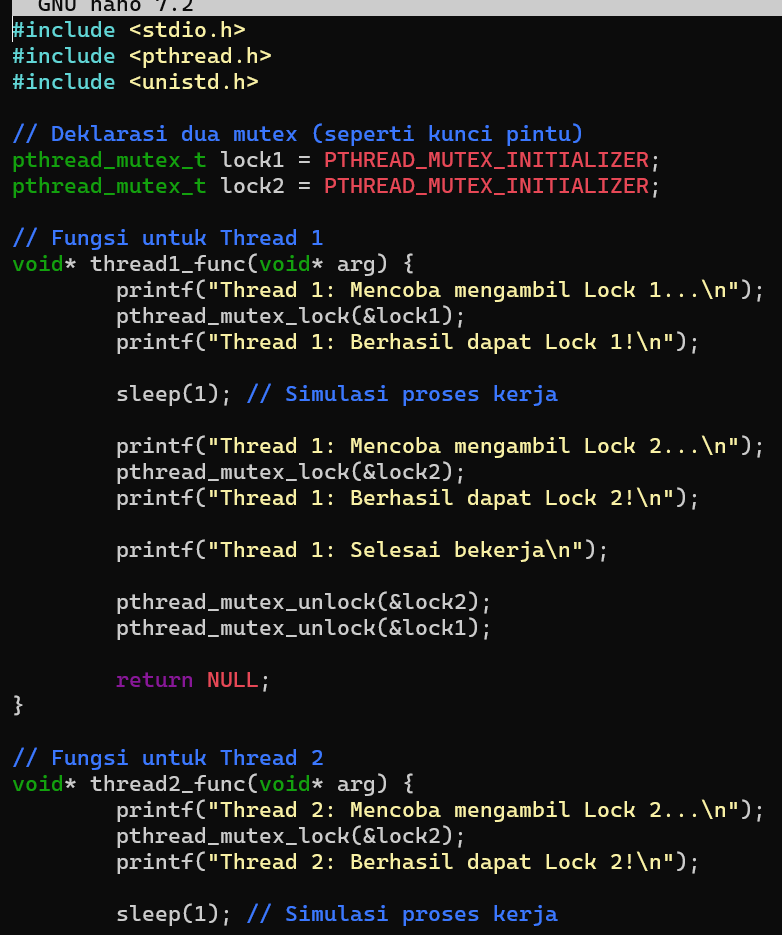 GNU nano 7.2
#include <stdio.h>
#include <pthread.h>
#include <unistd.h>
// Deklarasi dua mutex (seperti kunci pintu)
pthread_mutex_t lock1 = PTHREAD_MUTEX_INITIALIZER;
pthread_mutex_t lock2 = PTHREAD_MUTEX_INITIALIZER;
// Fungsi untuk Thread 1
void* thread1_func(void* arg) {
printf("Thread 1: Mencoba mengambil Lock 1...\n");
pthread_mutex_lock(&lock1);
printf("Thread 1: Berhasil dapat Lock 1!\n");
sleep(1); // Simulasi proses kerja
printf("Thread 1: Mencoba mengambil Lock 2...\n");
pthread_mutex_lock(&lock2);
printf("Thread 1: Berhasil dapat Lock 2!\n");
printf("Thread 1: Selesai bekerja\n");
pthread_mutex_unlock(&lock2);
pthread_mutex_unlock(&lock1);
return NULL;
}
// Fungsi untuk Thread 2
void* thread2_func(void* arg) {
printf("Thread 2: Mencoba mengambil Lock 2...\n");
pthread_mutex_lock(&lock2);
printf("Thread 2: Berhasil dapat Lock 2!\n");
sleep(1); // Simulasi proses kerja